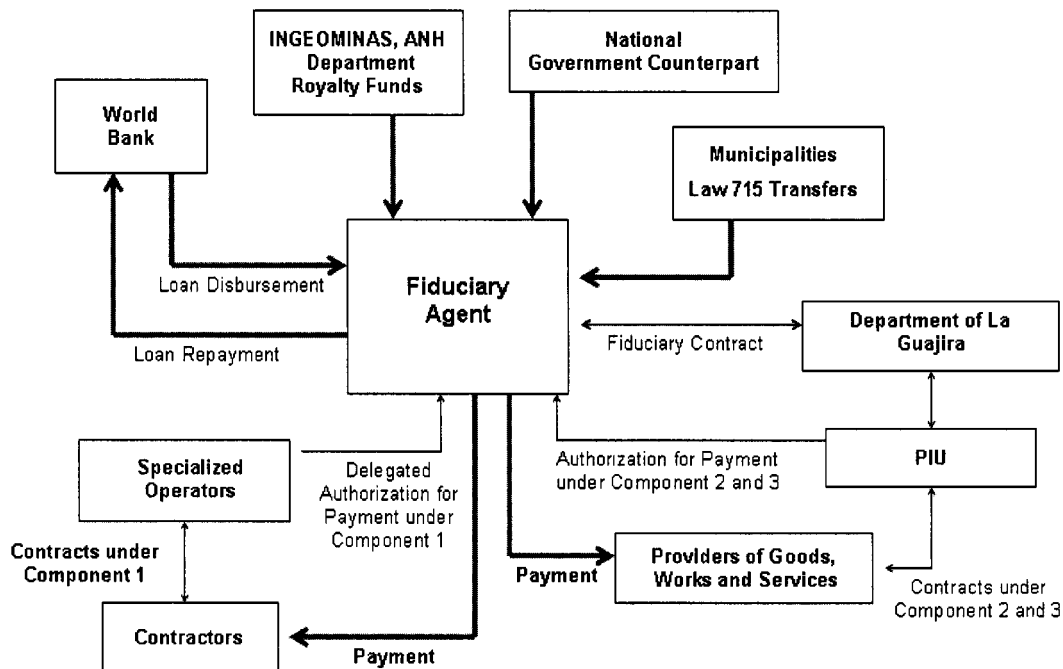 INGEOMINAS, ANH
Department
Royalty Funds
National
Government Counterpart
World
Bank
Municipalities
Law 715 Transfers
Fiduciary
Agent
Loan Disbursement
Loan Repayment
Fiduciary Contract
Department of La
Guajira
PIU
Authorization for Payment
under Component 2 and 3
Specialized
Operators
Delegated
Authorization for
Payment under
Component 1
Contracts under
Component 1
Contractors
Payment
Payment
Providers of Goods,
Works and Services
Contracts under
Component 2 and 3